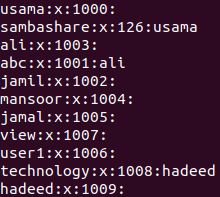 usama:x:1000:
sambashare:x:126:usama
ali:x:1003:
abc:x:1001:ali
jamil:x:1002:
mansoor:x:1004:
jamal:x:1005:
view:x:1007:
user1:x:1006:
technology:x:1008:hadeed
hadeed:x:1009: